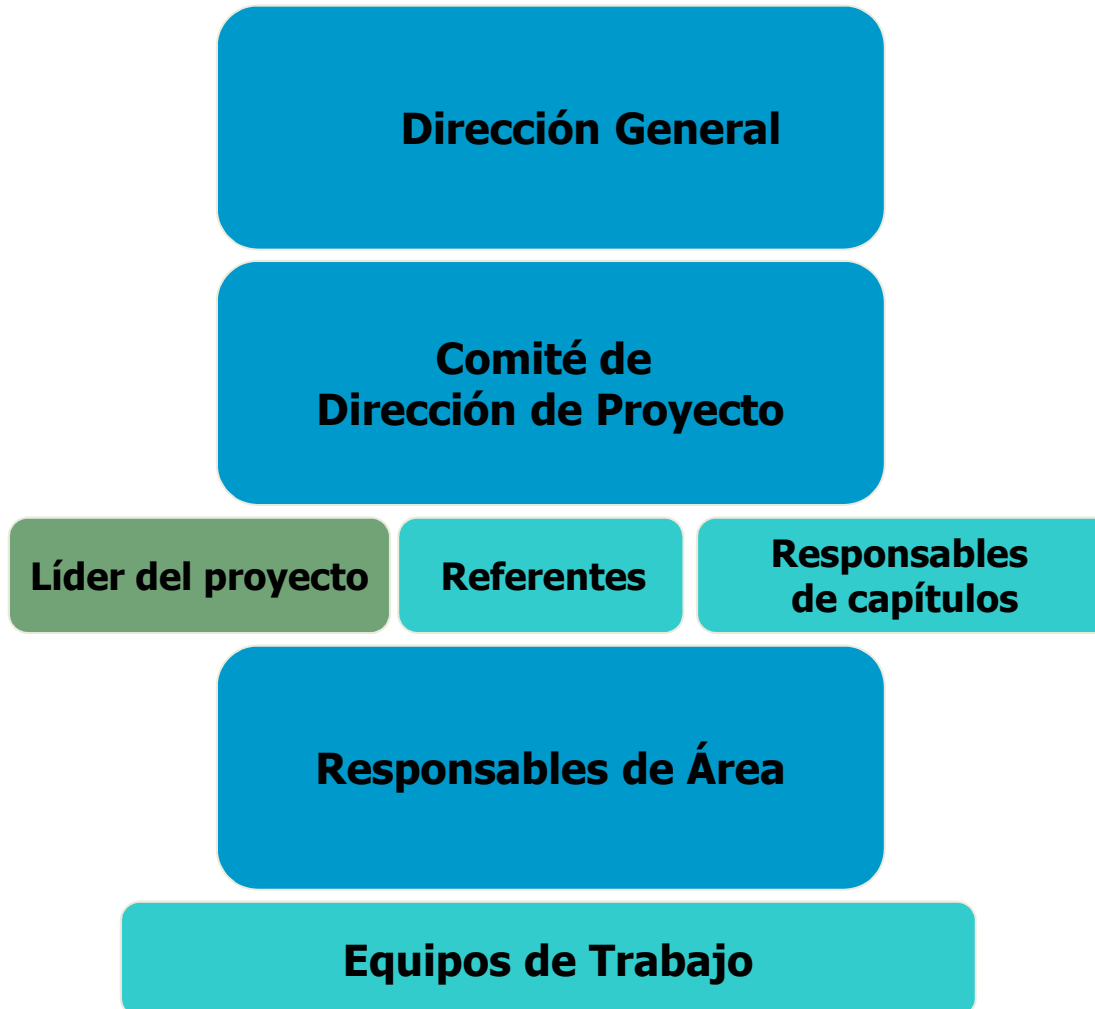 Dirección General
Comité de
Dirección de Proyecto
Líder del proyecto
Referentes
Responsables
de capítulos
Responsables de Área
Equipos de Trabajo